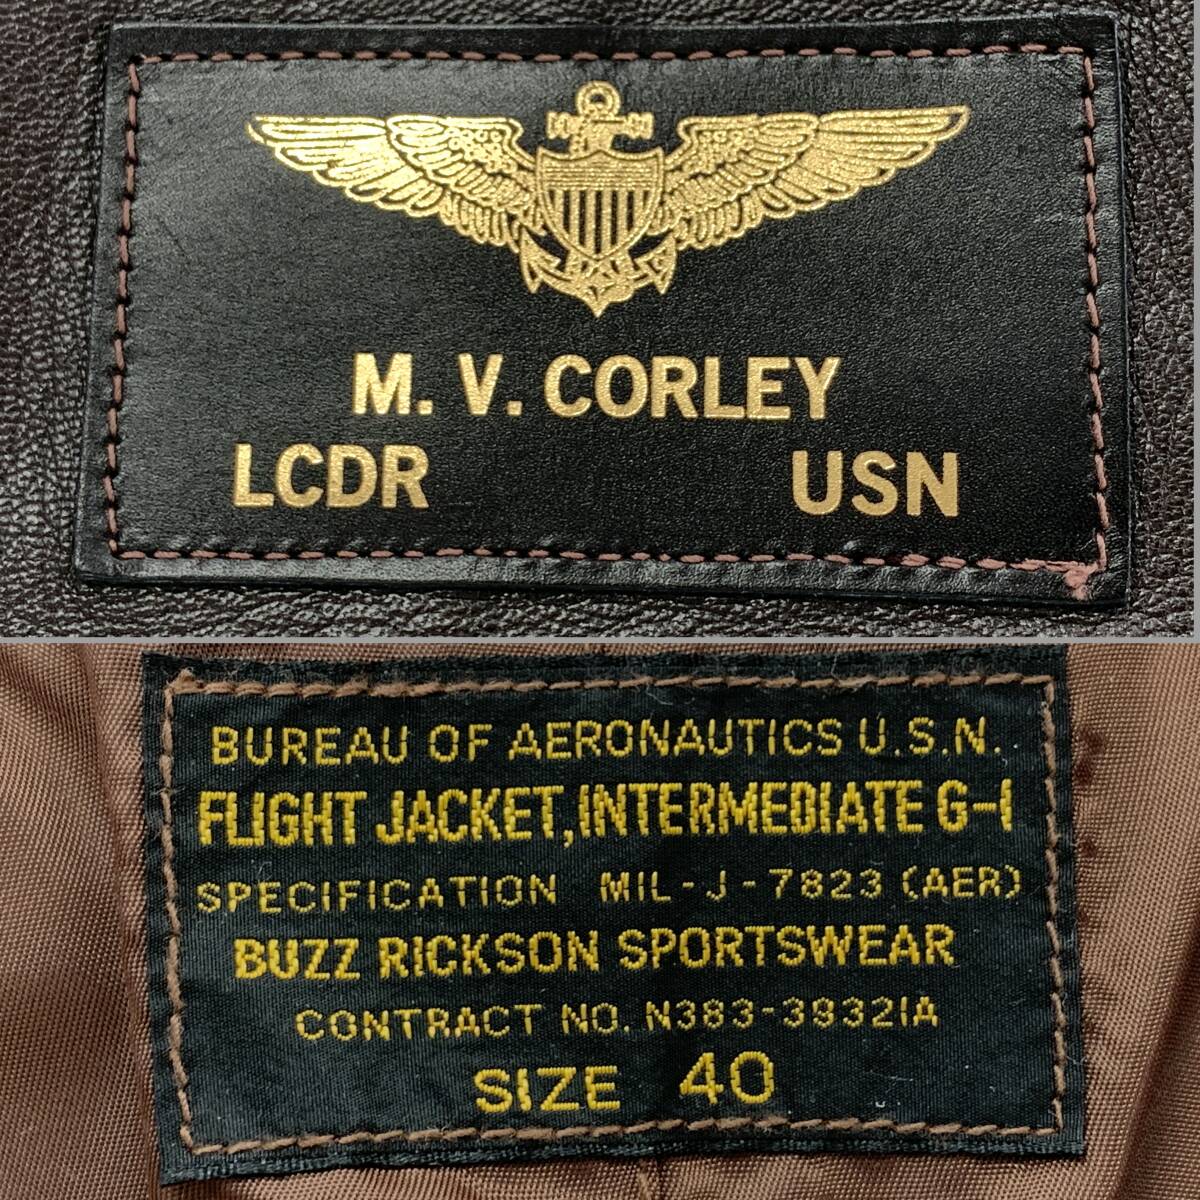 M. V. CORLEY
LCDR USN
BUREAU OF AERONAUTICS U.S.N.
FLIGHT JACKET, INTERMEDIATE G-1
SPECIFICATION MIL-J-7823 (AER)
BUZZ RICKSON SPORTSWEAR
CONTRACT NO. N383-39321A
SIZE 40